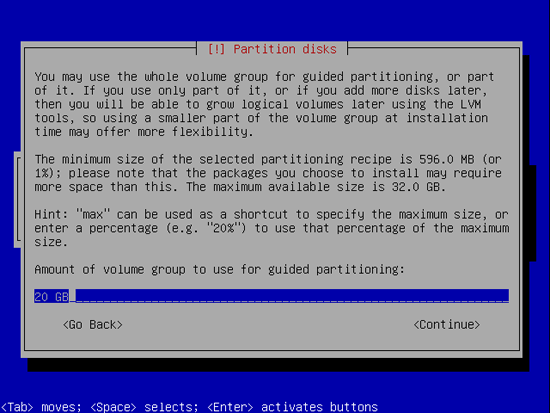 [!] Partition disks
You may use the whole volume group for guided partitioning, or part
of it. If you use only part of it, or if you add more disks later,
then you will be able to grow logical volumes later using the LVM
tools, so using a smaller part of the volume group at installation
time may offer more flexibility.
The minimum size of the selected partitioning recipe is 596.0 MB (or
1%); please note that the packages you choose to install may require
more space than this. The maximum available size is 32.0 GB.
Hint: "max" can be used as a shortcut to specify the maximum size, or
enter a percentage (e.g. "20%") to use that percentage of the maximum
size.
Amount of volume group to use for guided partitioning:
20 GB
<Go Back> <Continue>
<Tab> moves; <Space> selects; <Enter> activates buttons